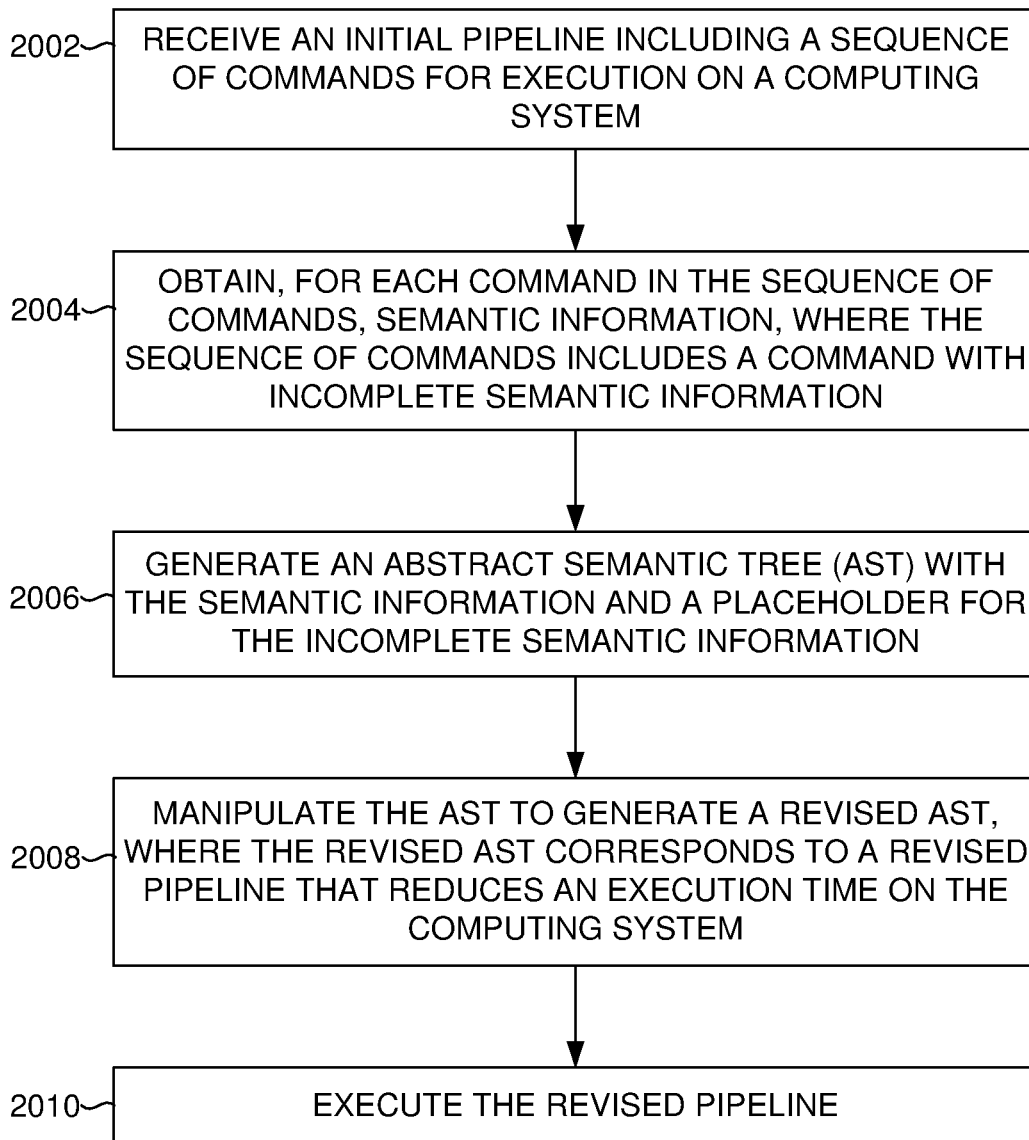 2002
RECEIVE AN INITIAL PIPELINE INCLUDING A SEQUENCE
OF COMMANDS FOR EXECUTION ON A COMPUTING
SYSTEM
2004
OBTAIN, FOR EACH COMMAND IN THE SEQUENCE OF
COMMANDS, SEMANTIC INFORMATION, WHERE THE
SEQUENCE OF COMMANDS INCLUDES A COMMAND WITH
INCOMPLETE SEMANTIC INFORMATION
2006
GENERATE AN ABSTRACT SEMANTIC TREE (AST) WITH
THE SEMANTIC INFORMATION AND A PLACEHOLDER FOR
THE INCOMPLETE SEMANTIC INFORMATION
2008
MANIPULATE THE AST TO GENERATE A REVISED AST,
WHERE THE REVISED AST CORRESPONDS TO A REVISED
PIPELINE THAT REDUCES AN EXECUTION TIME ON THE
COMPUTING SYSTEM
2010
EXECUTE THE REVISED PIPELINE